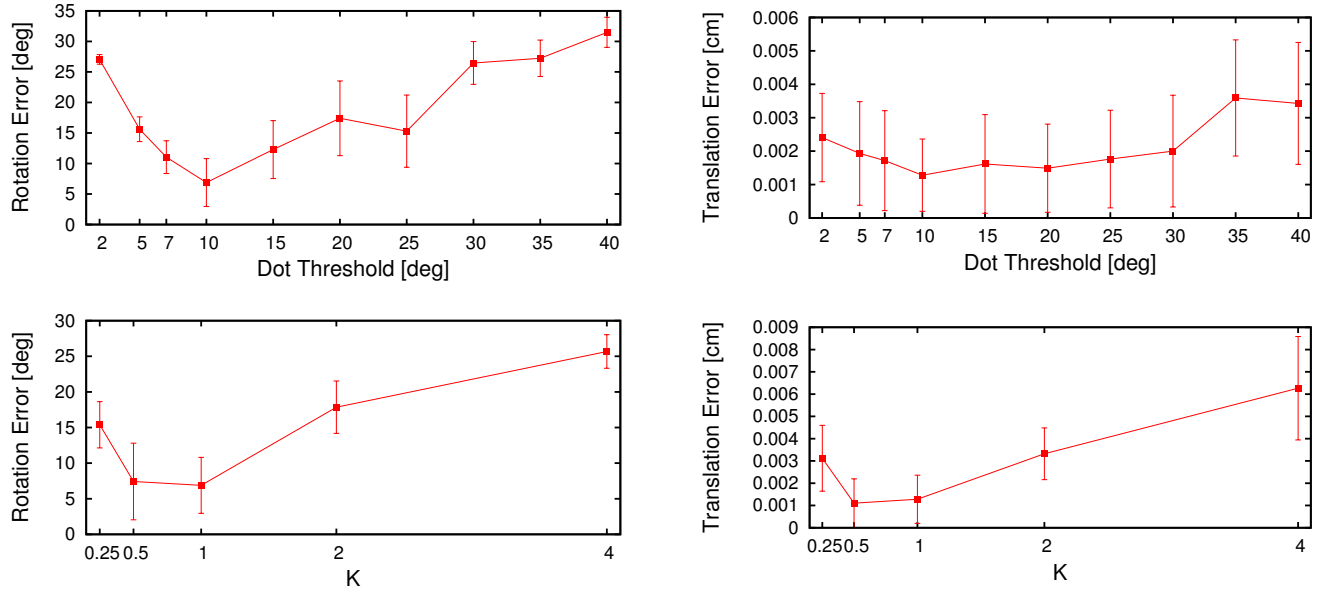 Rotation Error [deg]
35
30
25
20
15
10
5
0
2 5 7 10 15 20 25 30 35 40
Dot Threshold [deg]
Translation Error [cm]
0.006
0.005
0.004
0.003
0.002
0.001
0
2 5 7 10 15 20 25 30 35 40
Dot Threshold [deg]
Rotation Error [deg]
30
25
20
15
10
5
0
0.25 0.5 1 2 4
K
Translation Error [cm]
0.009
0.008
0.007
0.006
0.005
0.004
0.003
0.002
0.001
0
0.25 0.5 1 2 4
K